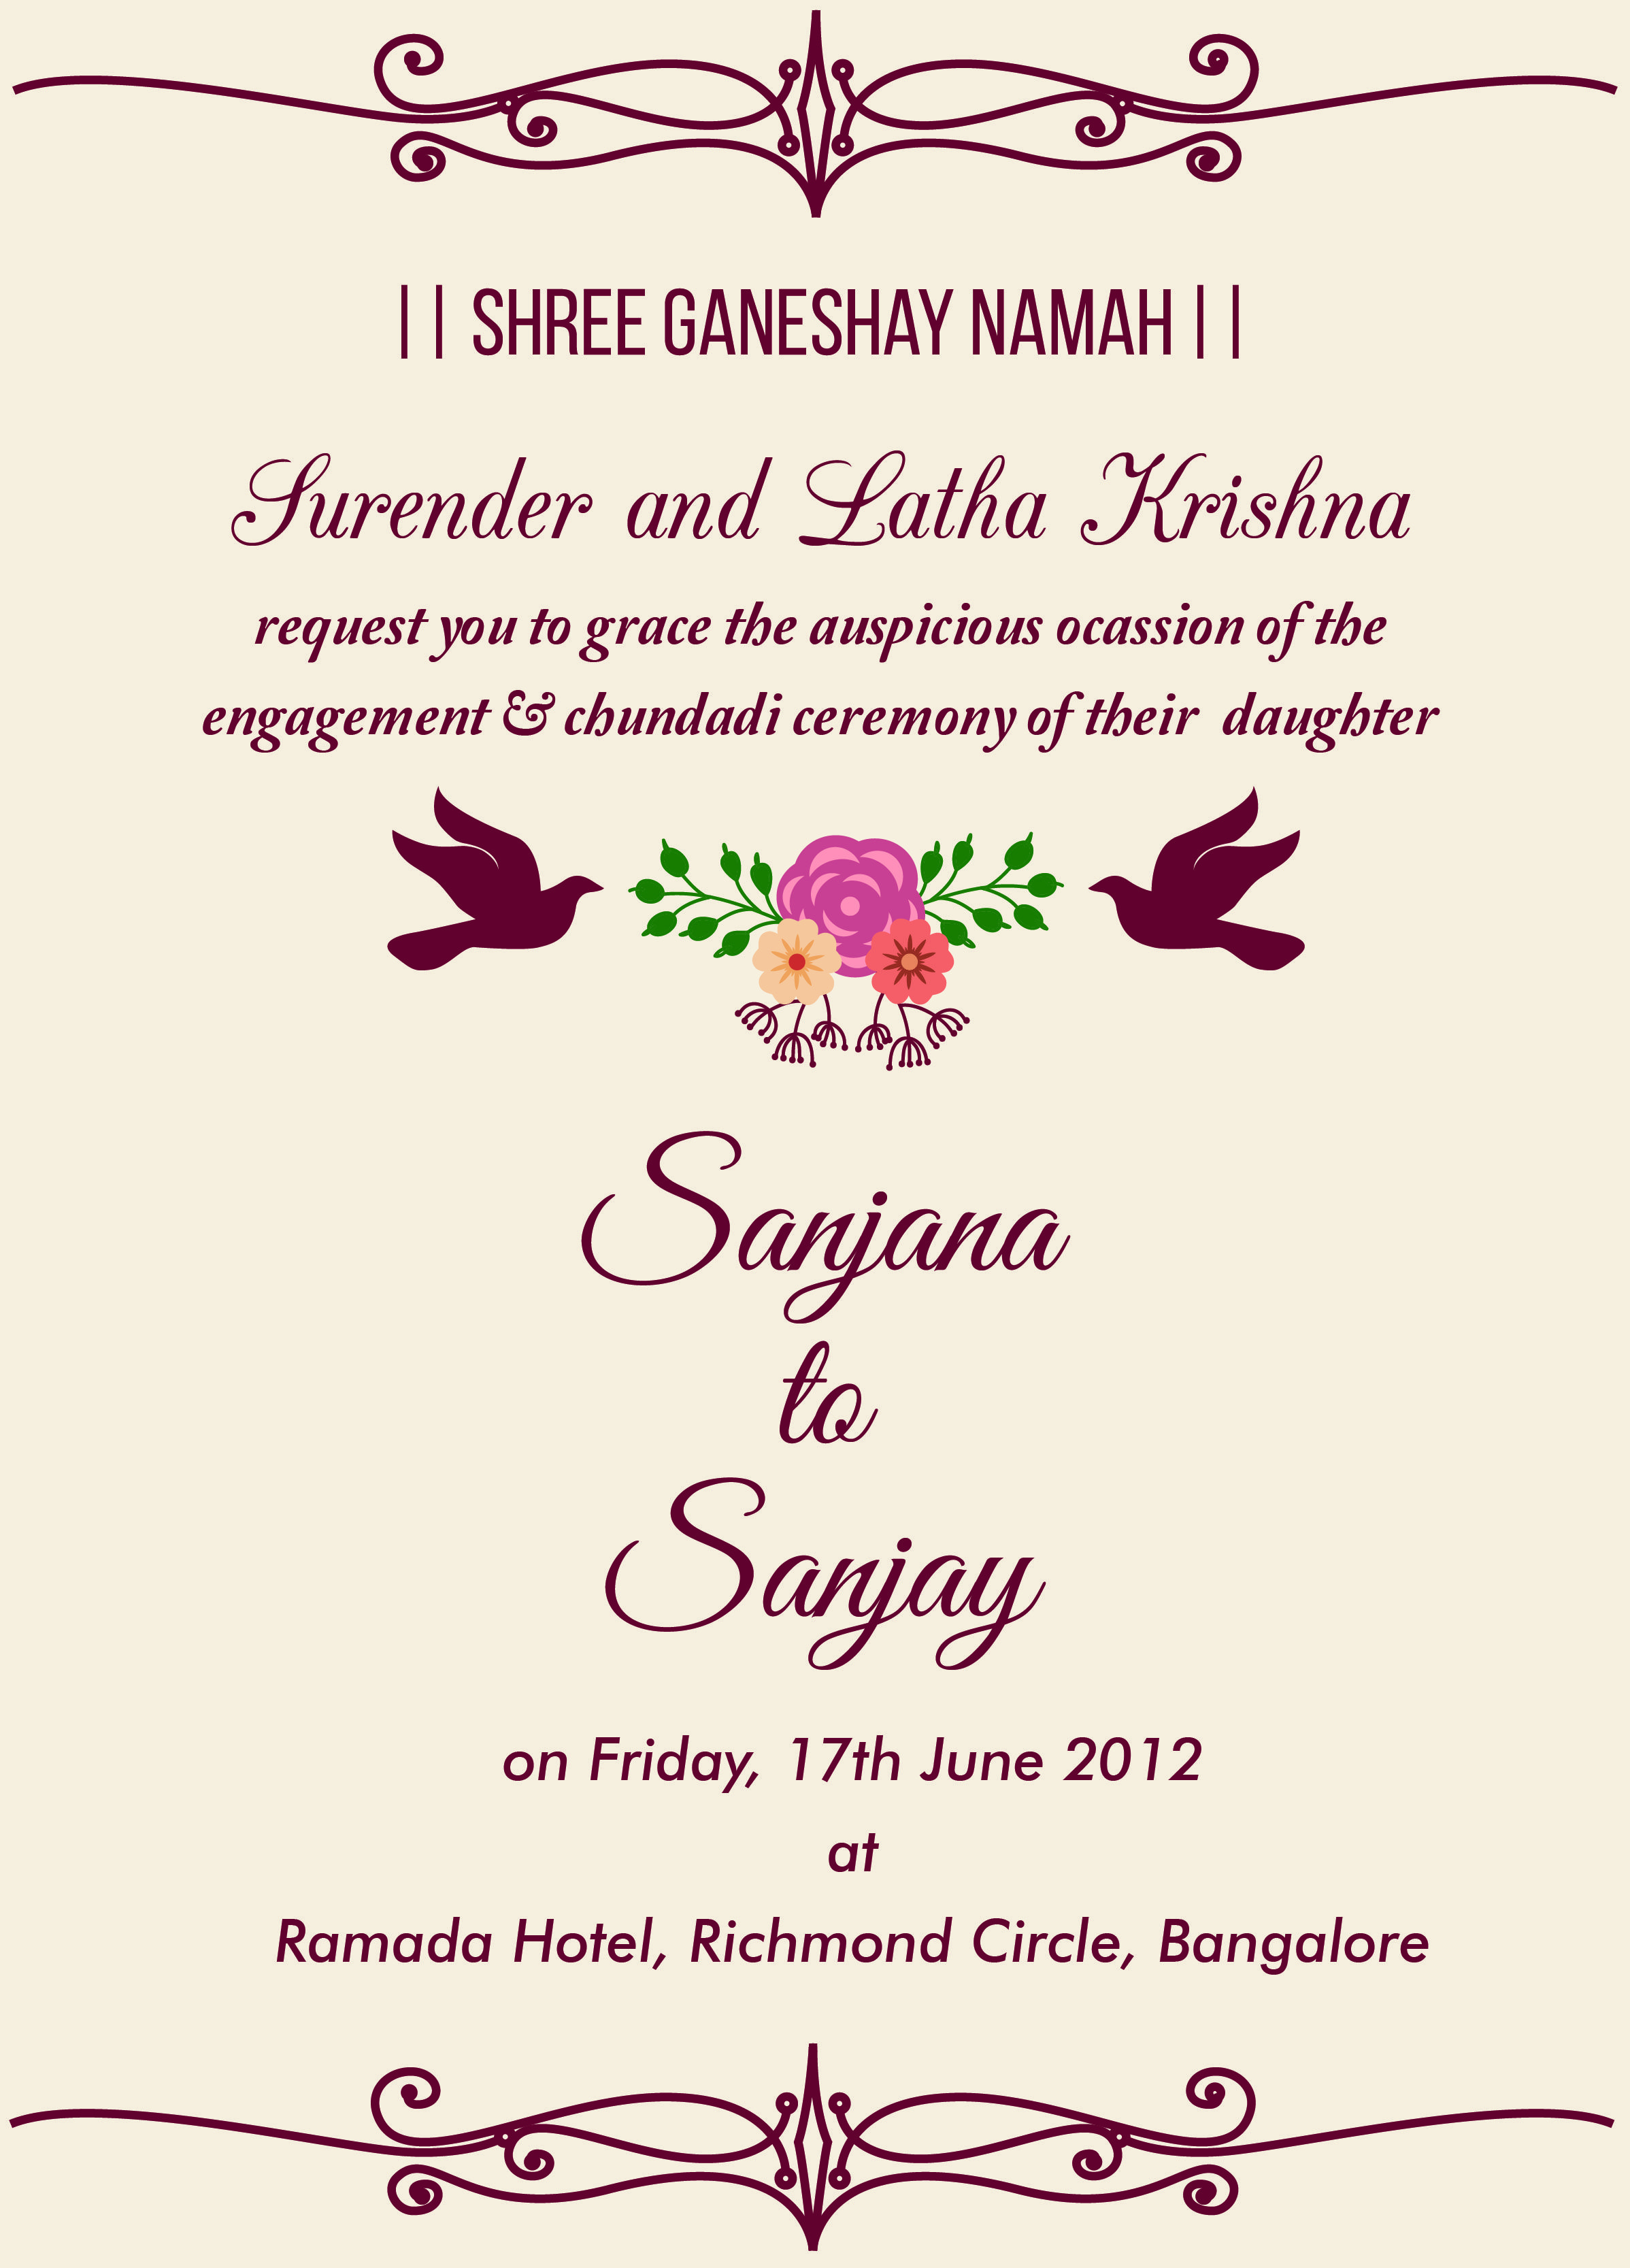 || SHREE GANESHAY NAMAH ||
Surender and Latha Krishna
request you to grace the auspicious ocassion of the
engagement & chundadi ceremony of their daughter
Sanjana
to
Sanjay
on Friday, 17th June 2012
at
Ramada Hotel, Richmond Circle, Bangalore